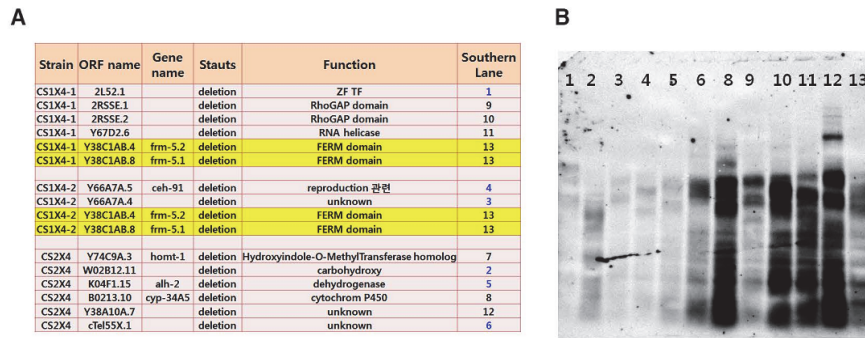 A
B
Strain ORF name Gene name Stauts Function Southern Lane
CS1X4-1 2L52.1 deletion ZF TF 1
CS1X4-1 2RSSE.1 deletion RhoGAP domain 9
CS1X4-1 2RSSE.2 deletion RhoGAP domain 10
CS1X4-1 Y67D2.6 deletion RNA helicase 11
CS1X4-1 Y38C1AB.4 frm-5.2 deletion FERM domain 13
CS1X4-1 Y38C1AB.8 frm-5.1 deletion FERM domain 13
CS1X4-2 Y66A7A.5 ceh-91 deletion reproduction 관련 4
CS1X4-2 Y66A7A.4 deletion unknown 3
CS1X4-2 Y38C1AB.4 frm-5.2 deletion FERM domain 13
CS1X4-2 Y38C1AB.8 frm-5.1 deletion FERM domain 13
CS2X4 Y74C9A.3 homt-1 deletion Hydroxyindole-O-MethylTransferase homolog 7
CS2X4 W02B12.11 deletion carbohydroxy 2
CS2X4 K04F1.15 alh-2 deletion dehydrogenase 5
CS2X4 B0213.10 cyp-34A5 deletion cytochrom P450 8
CS2X4 Y38A10A.7 deletion unknown 12
CS2X4 cTel55X.1 deletion unknown 6
1 2 3 4 5 6 8 9 10 11 12 13